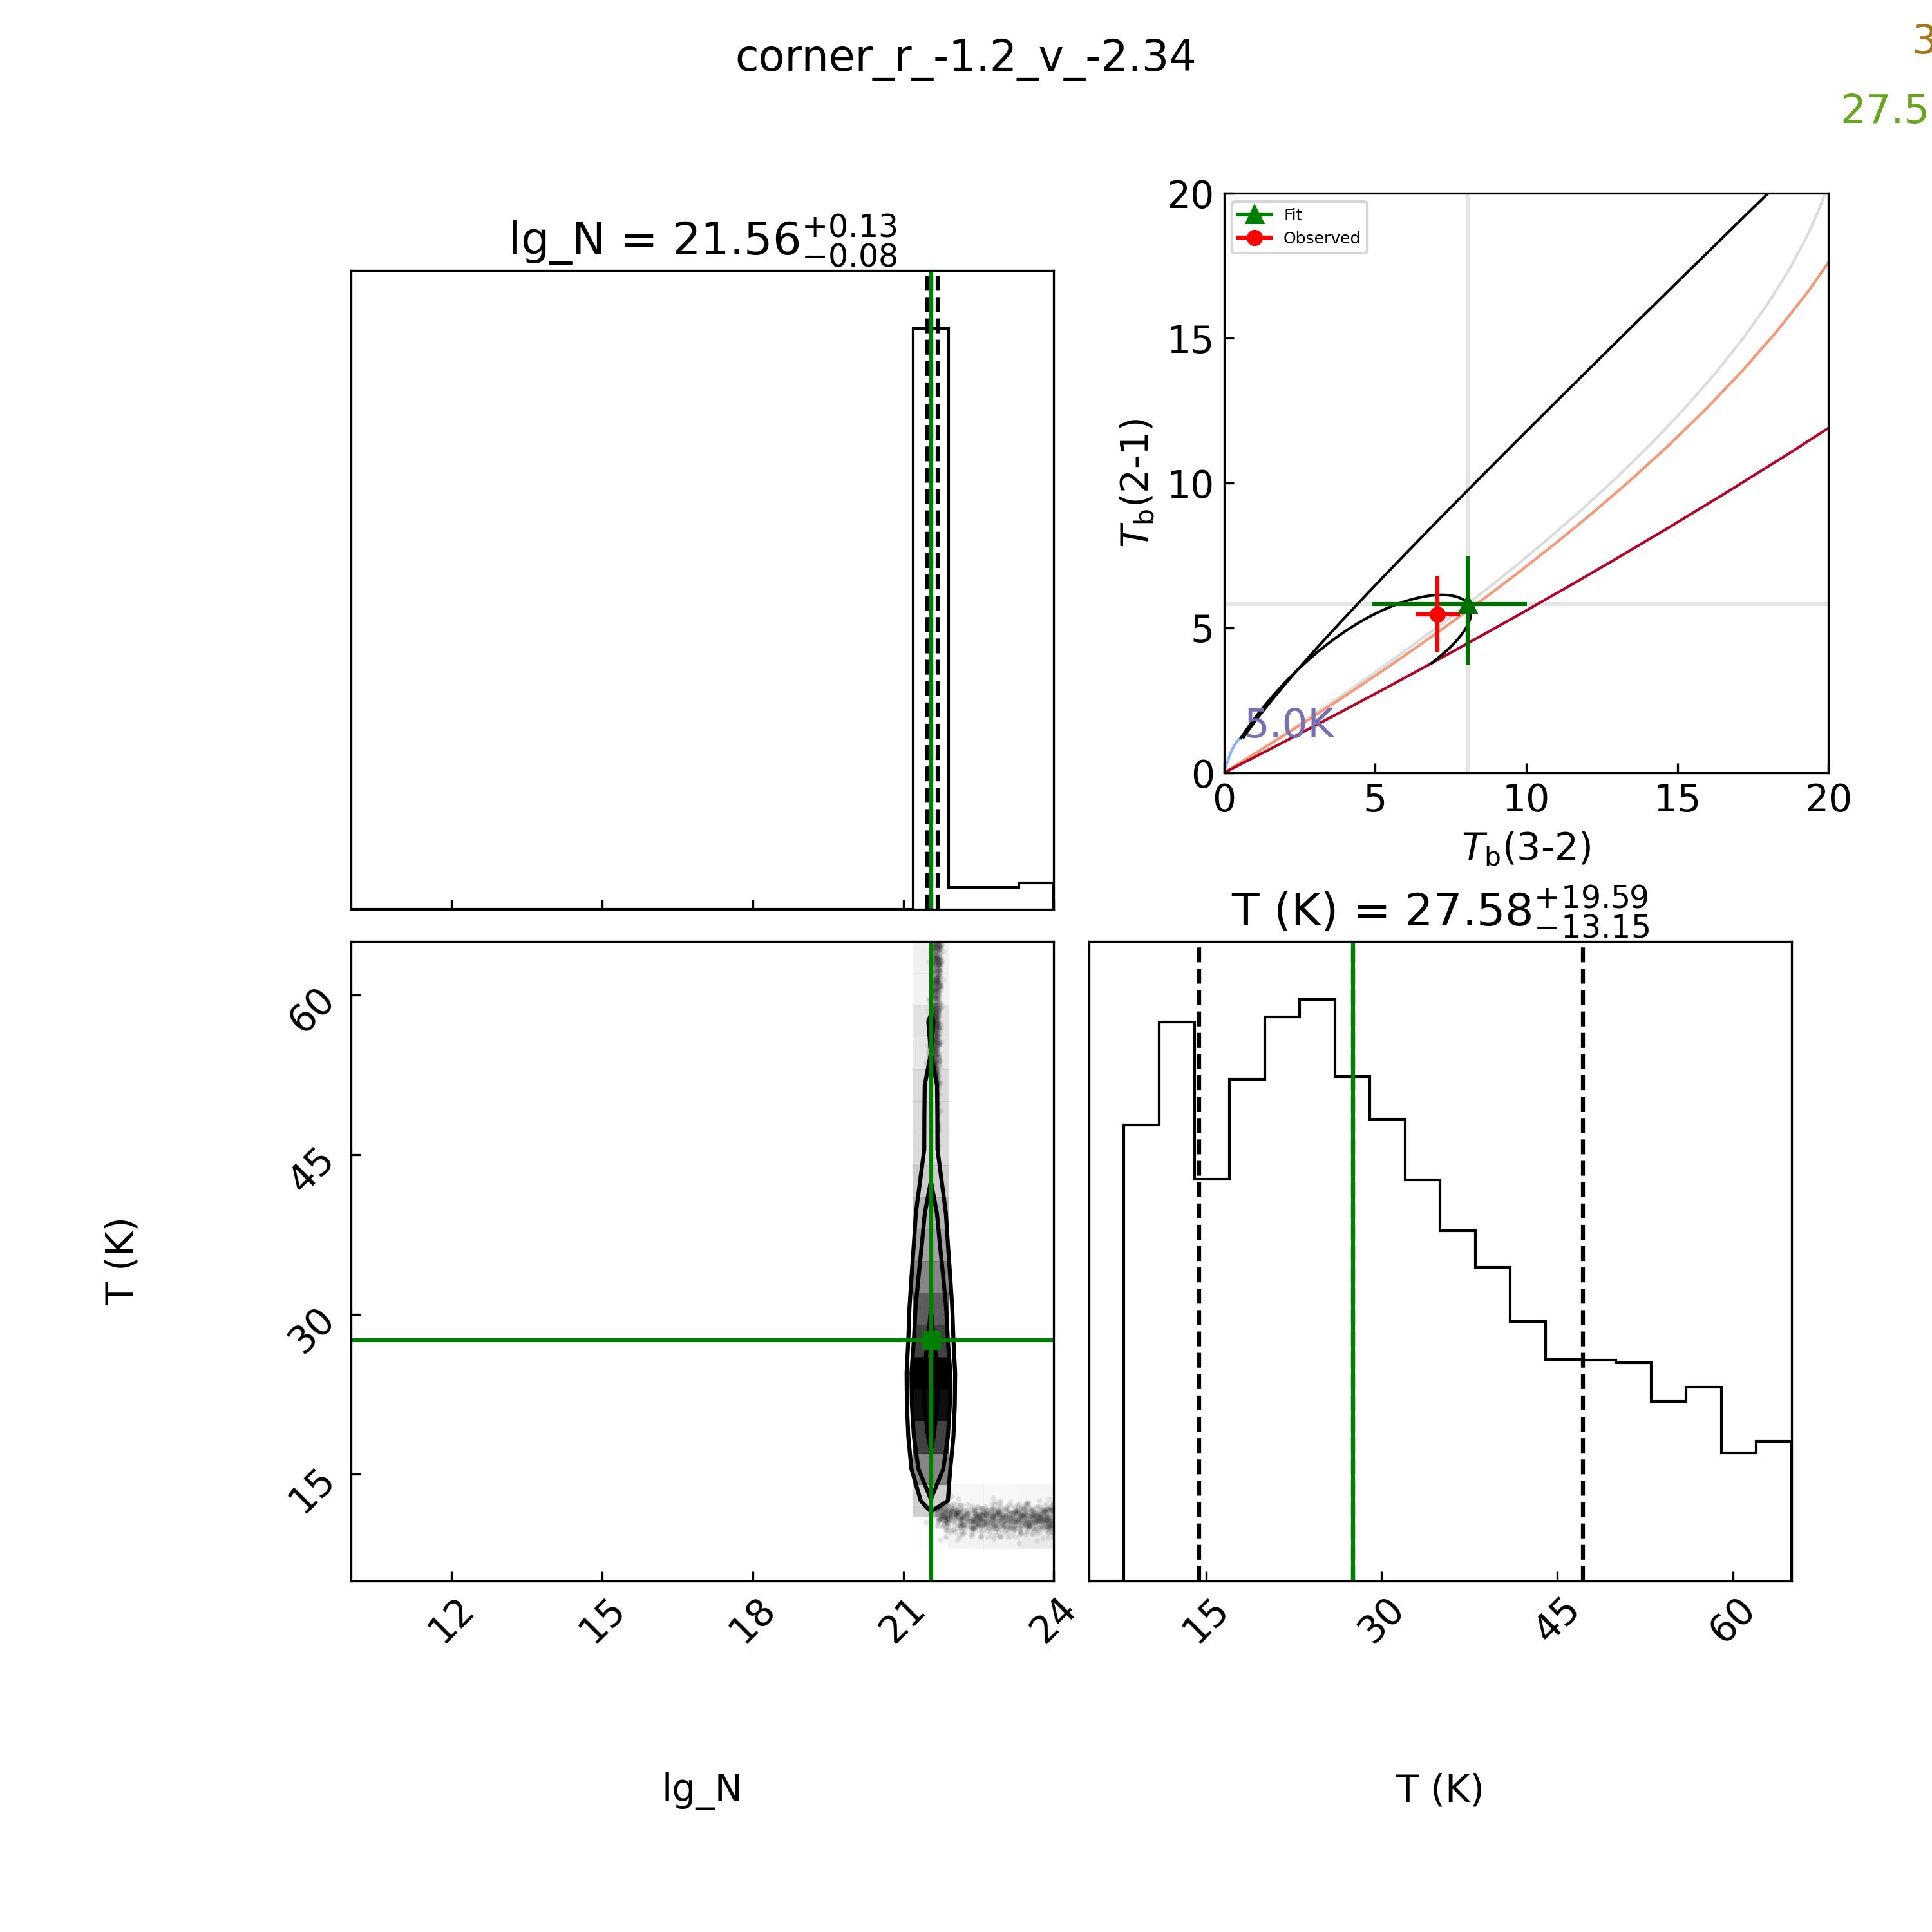 corner_r_-1.2_v_-2.34
3
27.5
lg_N = 21.56 +0.13 −0.08
20
15
10
5
0
Fit
Observed
T_b(2-1)
5.0K
0
5
10
15
20
T_b(3-2)
T (K) = 27.58 +19.59 −13.15
60
45
30
15
T (K)
12
15
18
21
24
15
30
45
60
lg_N
T (K)